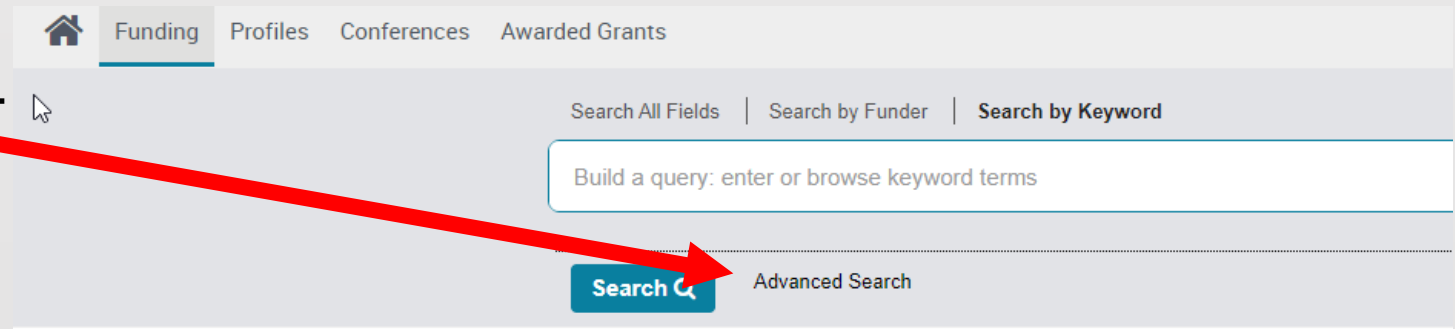 Funding Profiles Conferences Awarded Grants
Search All Fields | Search by Funder | Search by Keyword
Build a query: enter or browse keyword terms
Search Advanced Search